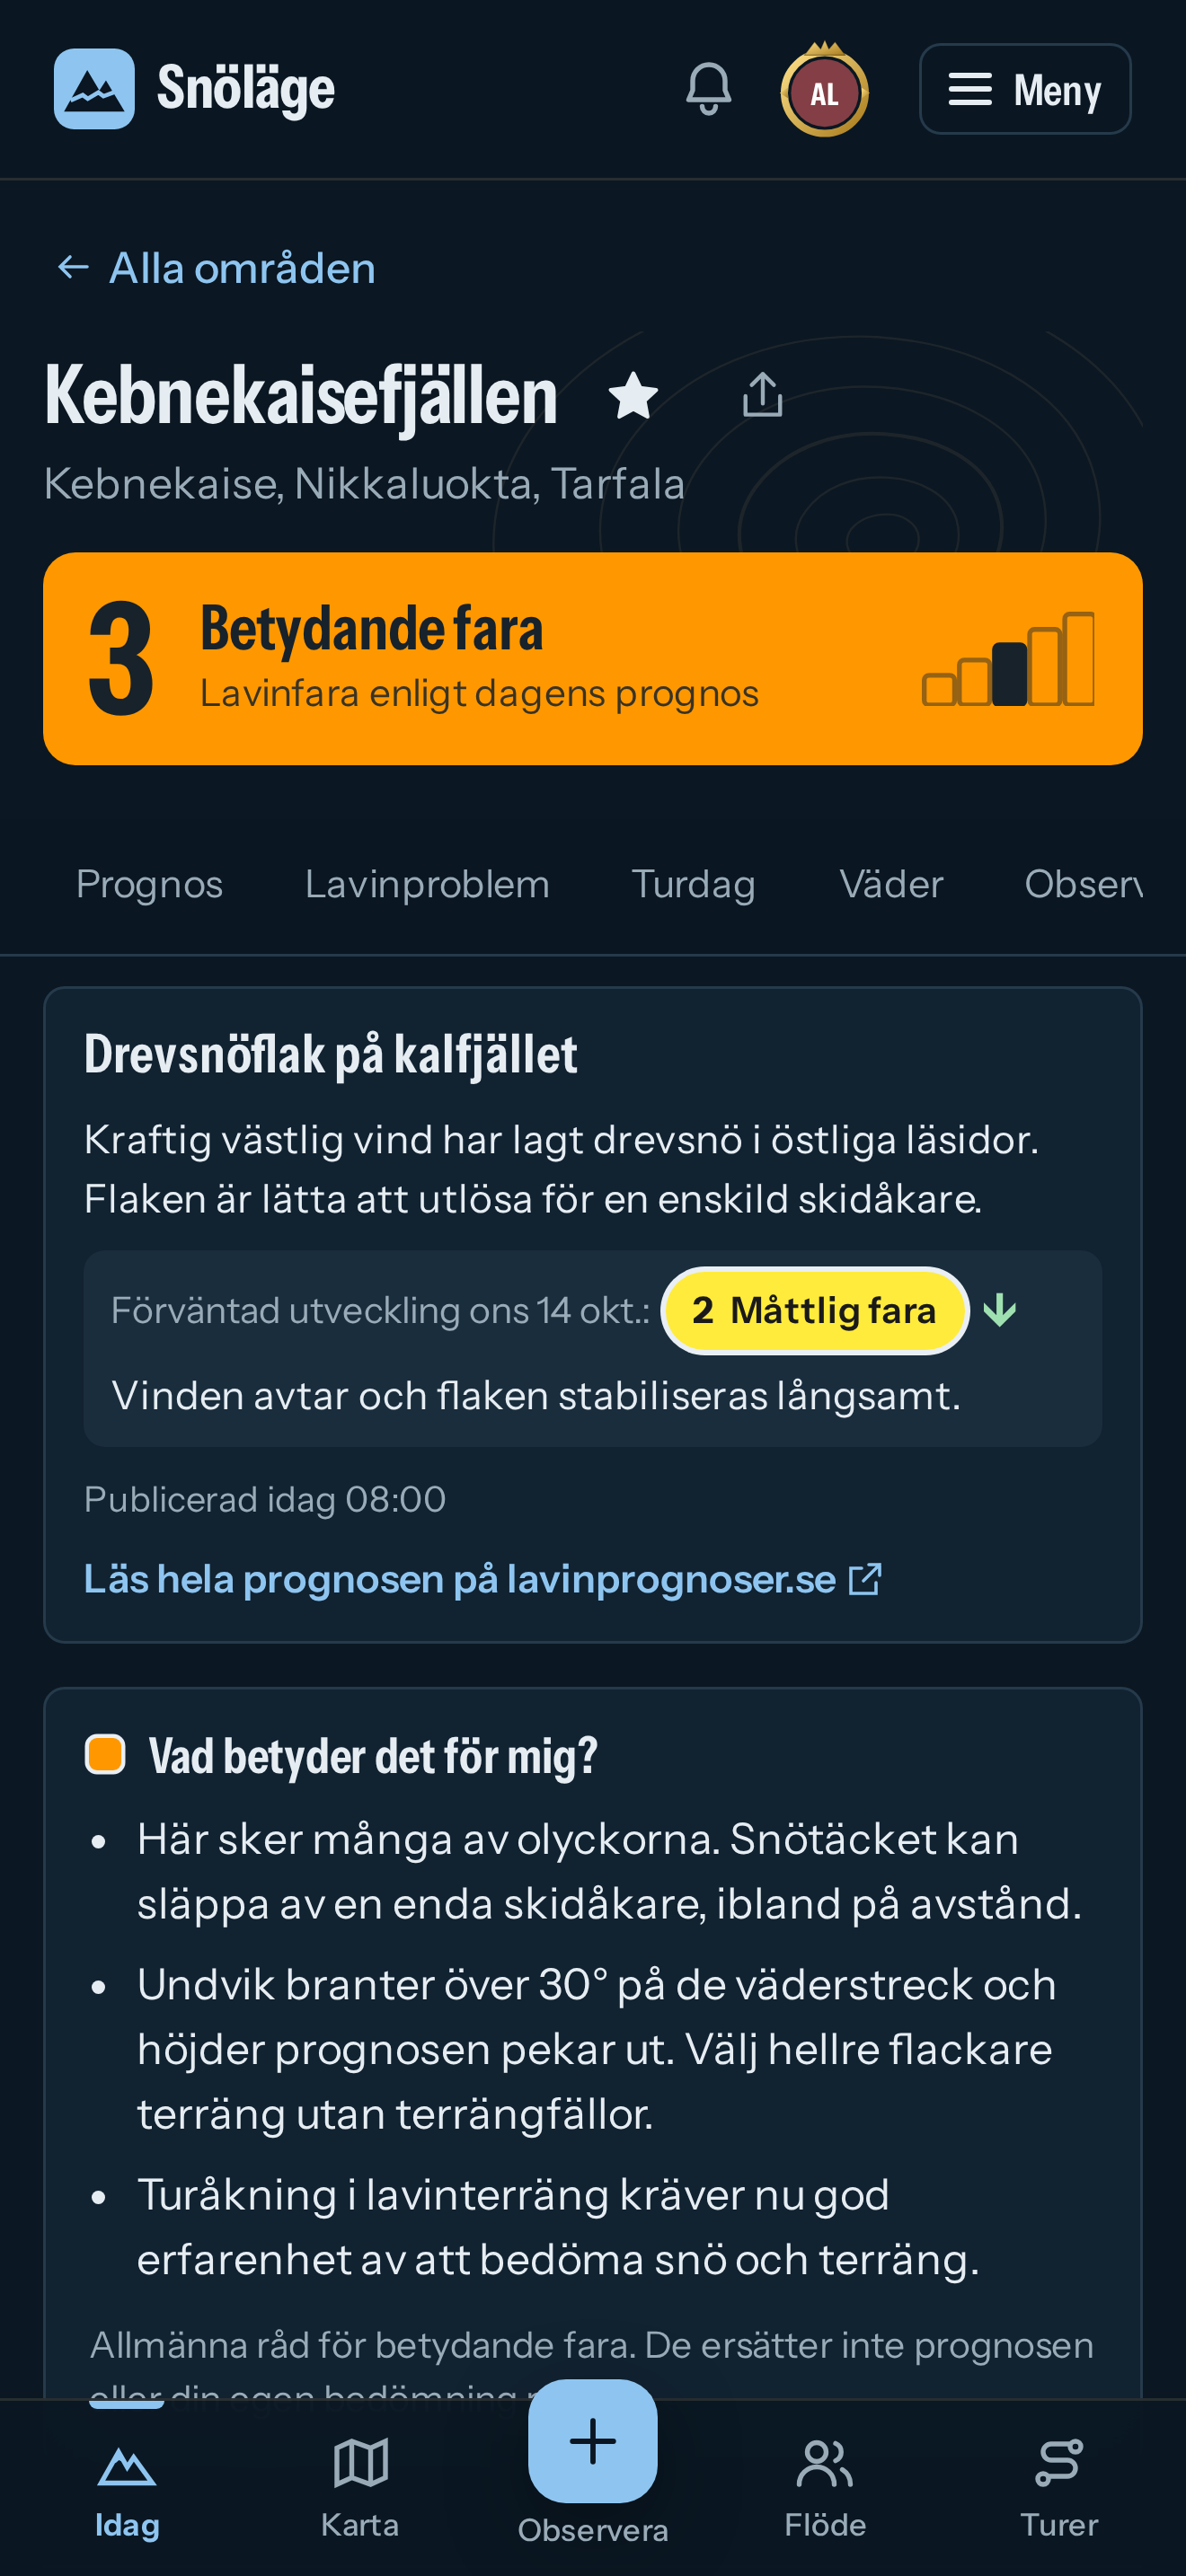 Snöläge
AL
Meny
← Alla områden
Kebnekaisefjällen
Kebnekaise, Nikkaluokta, Tarfala
3
Betydande fara
Lavinfara enligt dagens prognos
Prognos Lavinproblem Turdag Väder Observ
Drevsnöflak på kalfjället
Kraftig västlig vind har lagt drevsnö i östliga läsidor.
Flaken är lätta att utlösa för en enskild skidåkare.
Förväntad utveckling ons 14 okt.: 2 Måttlig fara ↓
Vinden avtar och flaken stabiliseras långsamt.
Publicerad idag 08:00
Läs hela prognosen på lavinprognoser.se
Vad betyder det för mig?
• Här sker många av olyckorna. Snötäcket kan
släppa av en enda skidåkare, ibland på avstånd.
• Undvik branter över 30° på de väderstreck och
höjder prognosen pekar ut. Välj hellre flackare
terräng utan terrängfällor.
• Turåkning i lavinterräng kräver nu god
erfarenhet av att bedöma snö och terräng.
Allmänna råd för betydande fara. De ersätter inte prognosen
eller din egen bedömning
Idag
Karta
Observera
Flöde
Turer